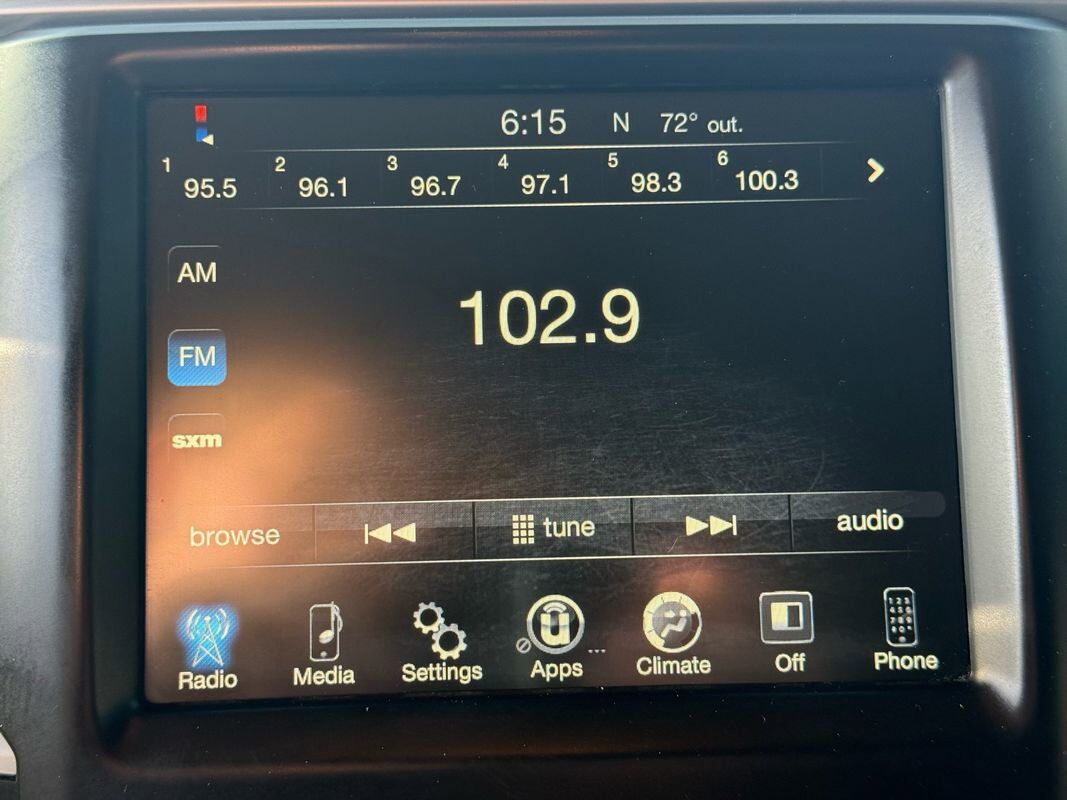 6:15 N 72° out.
1 95.5 2 96.1 3 96.7 4 97.1 5 98.3 6 100.3
AM
102.9
FM
sxm
browse tune audio
Radio Media Settings Apps ... Climate Off Phone